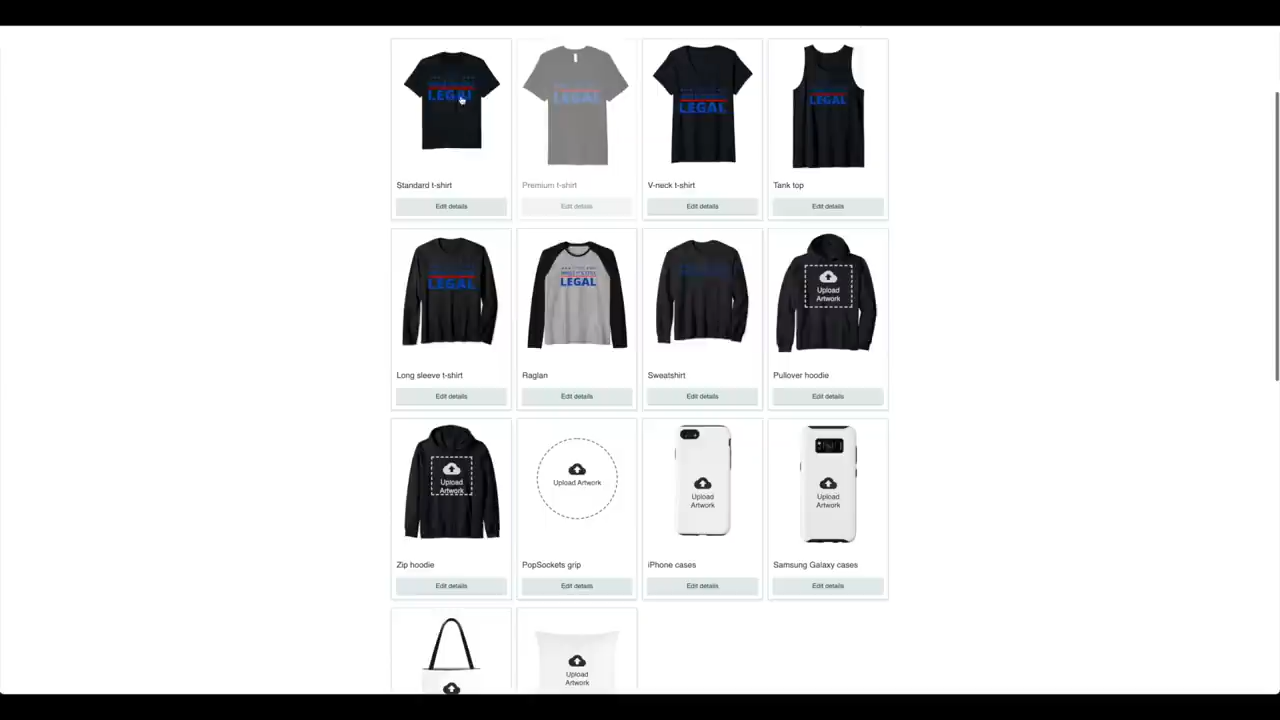 LEGAL
LEGAL
LEGAL
LEGAL
Standard t-shirt
Premium t-shirt
V-neck t-shirt
Tank top
Edit details
Edit details
Edit details
Edit details
LEGAL
LEGAL
Upload
Artwork
Long sleeve t-shirt
Raglan
Sweatshirt
Pullover hoodie
Edit details
Edit details
Edit details
Edit details
Upload
Artwork
Upload Artwork
Upload
Artwork
Upload
Artwork
Zip hoodie
PopSockets grip
iPhone cases
Samsung Galaxy cases
Edit details
Edit details
Edit details
Edit details
Upload
Artwork